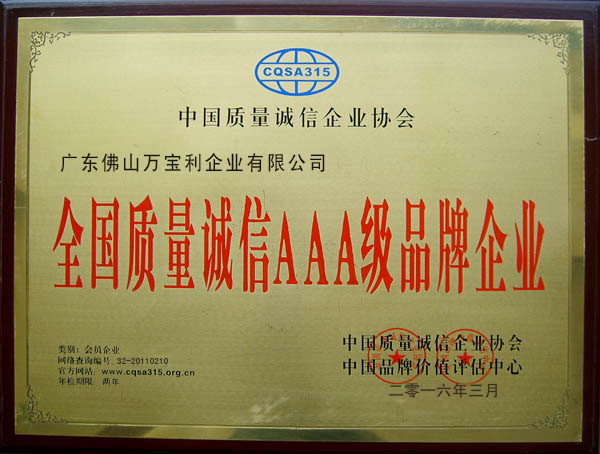 CQSA315
中国质量诚信企业协会
广东佛山万宝利企业有限公司
全国质量诚信AAA级品牌企业
类别：会员企业
网络查询编号：32-20110210
官方网站：www.cqsa315.org.cn
年检期限：两年
中国质量诚信企业协会
中国品牌价值评估中心
二零一六年三月